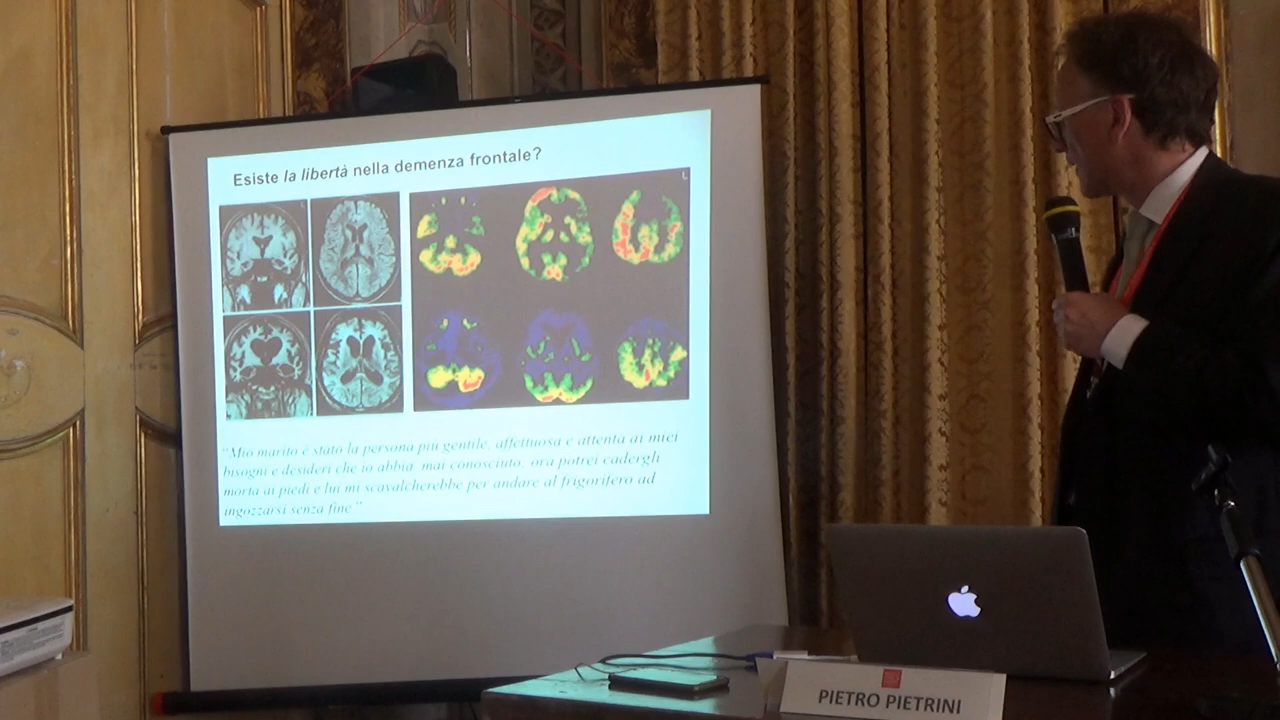 Esiste la libertà nella demenza frontale?
L
"Mio marito è stato la persona più gentile, affettuosa e attenta ai miei
bisogni e desideri che io abbia mai conosciuto, ora potrei cadergli
morta ai piedi e lui mi scavalcherebbe per andare al frigorifero ad
ingozzarsi senza fine"
PIETRO PIETRINI